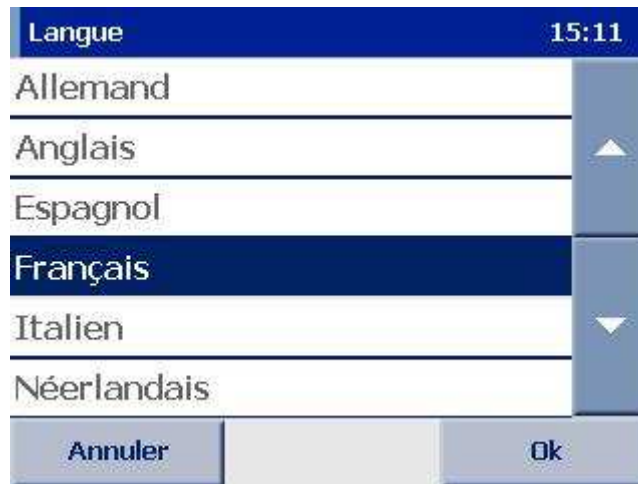 Langue 15:11
Allemand
Anglais
Espagnol
Français
Italien
Néerlandais
Annuler Ok